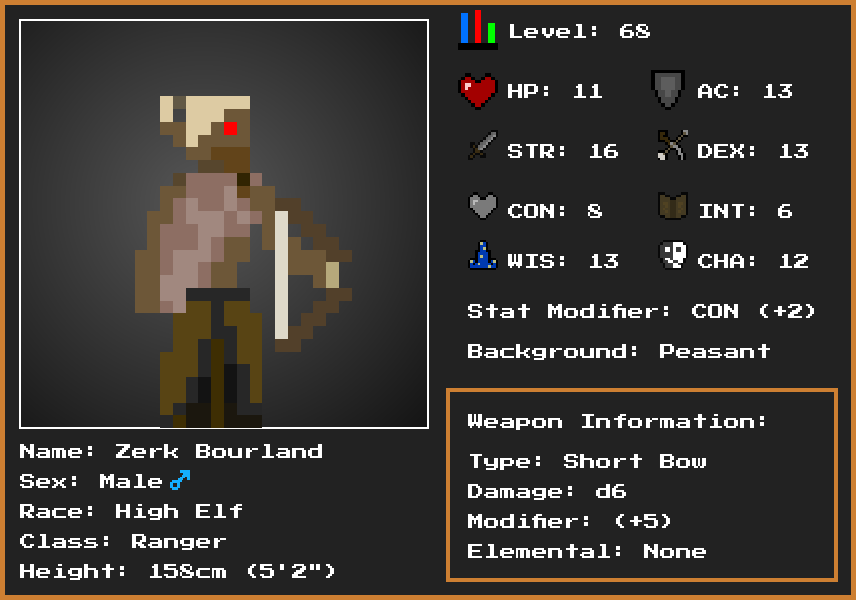 Level: 68
HP: 11
AC: 13
STR: 16
DEX: 13
CON: 8
INT: 6
WIS: 13
CHA: 12
Stat Modifier: CON (+2)
Background: Peasant
Weapon Information:
Type: Short Bow
Damage: d6
Modifier: (+5)
Elemental: None
Name: Zerk Bourland
Sex: Male♂
Race: High Elf
Class: Ranger
Height: 158cm (5'2")